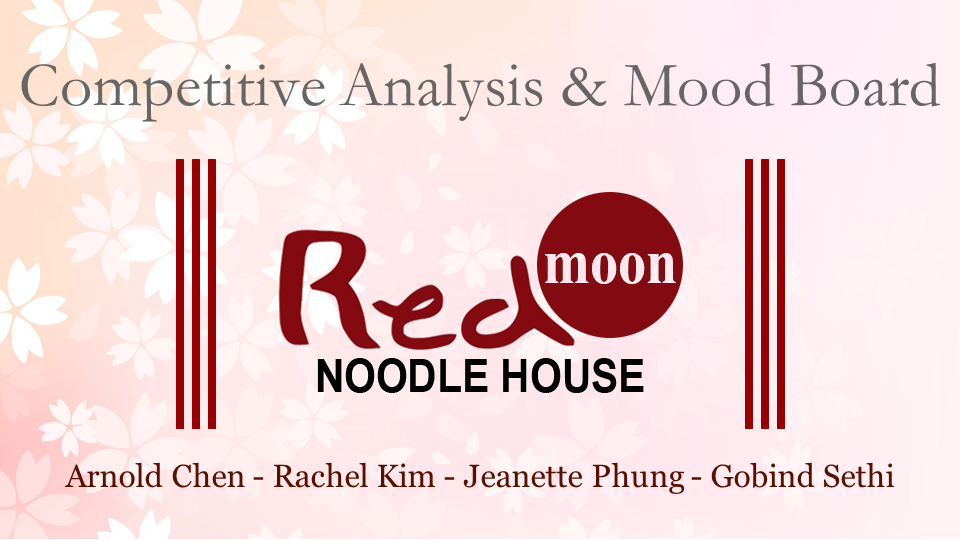 Competitive Analysis & Mood Board
Red moon
NOODLE HOUSE
Arnold Chen - Rachel Kim - Jeanette Phung - Gobind Sethi